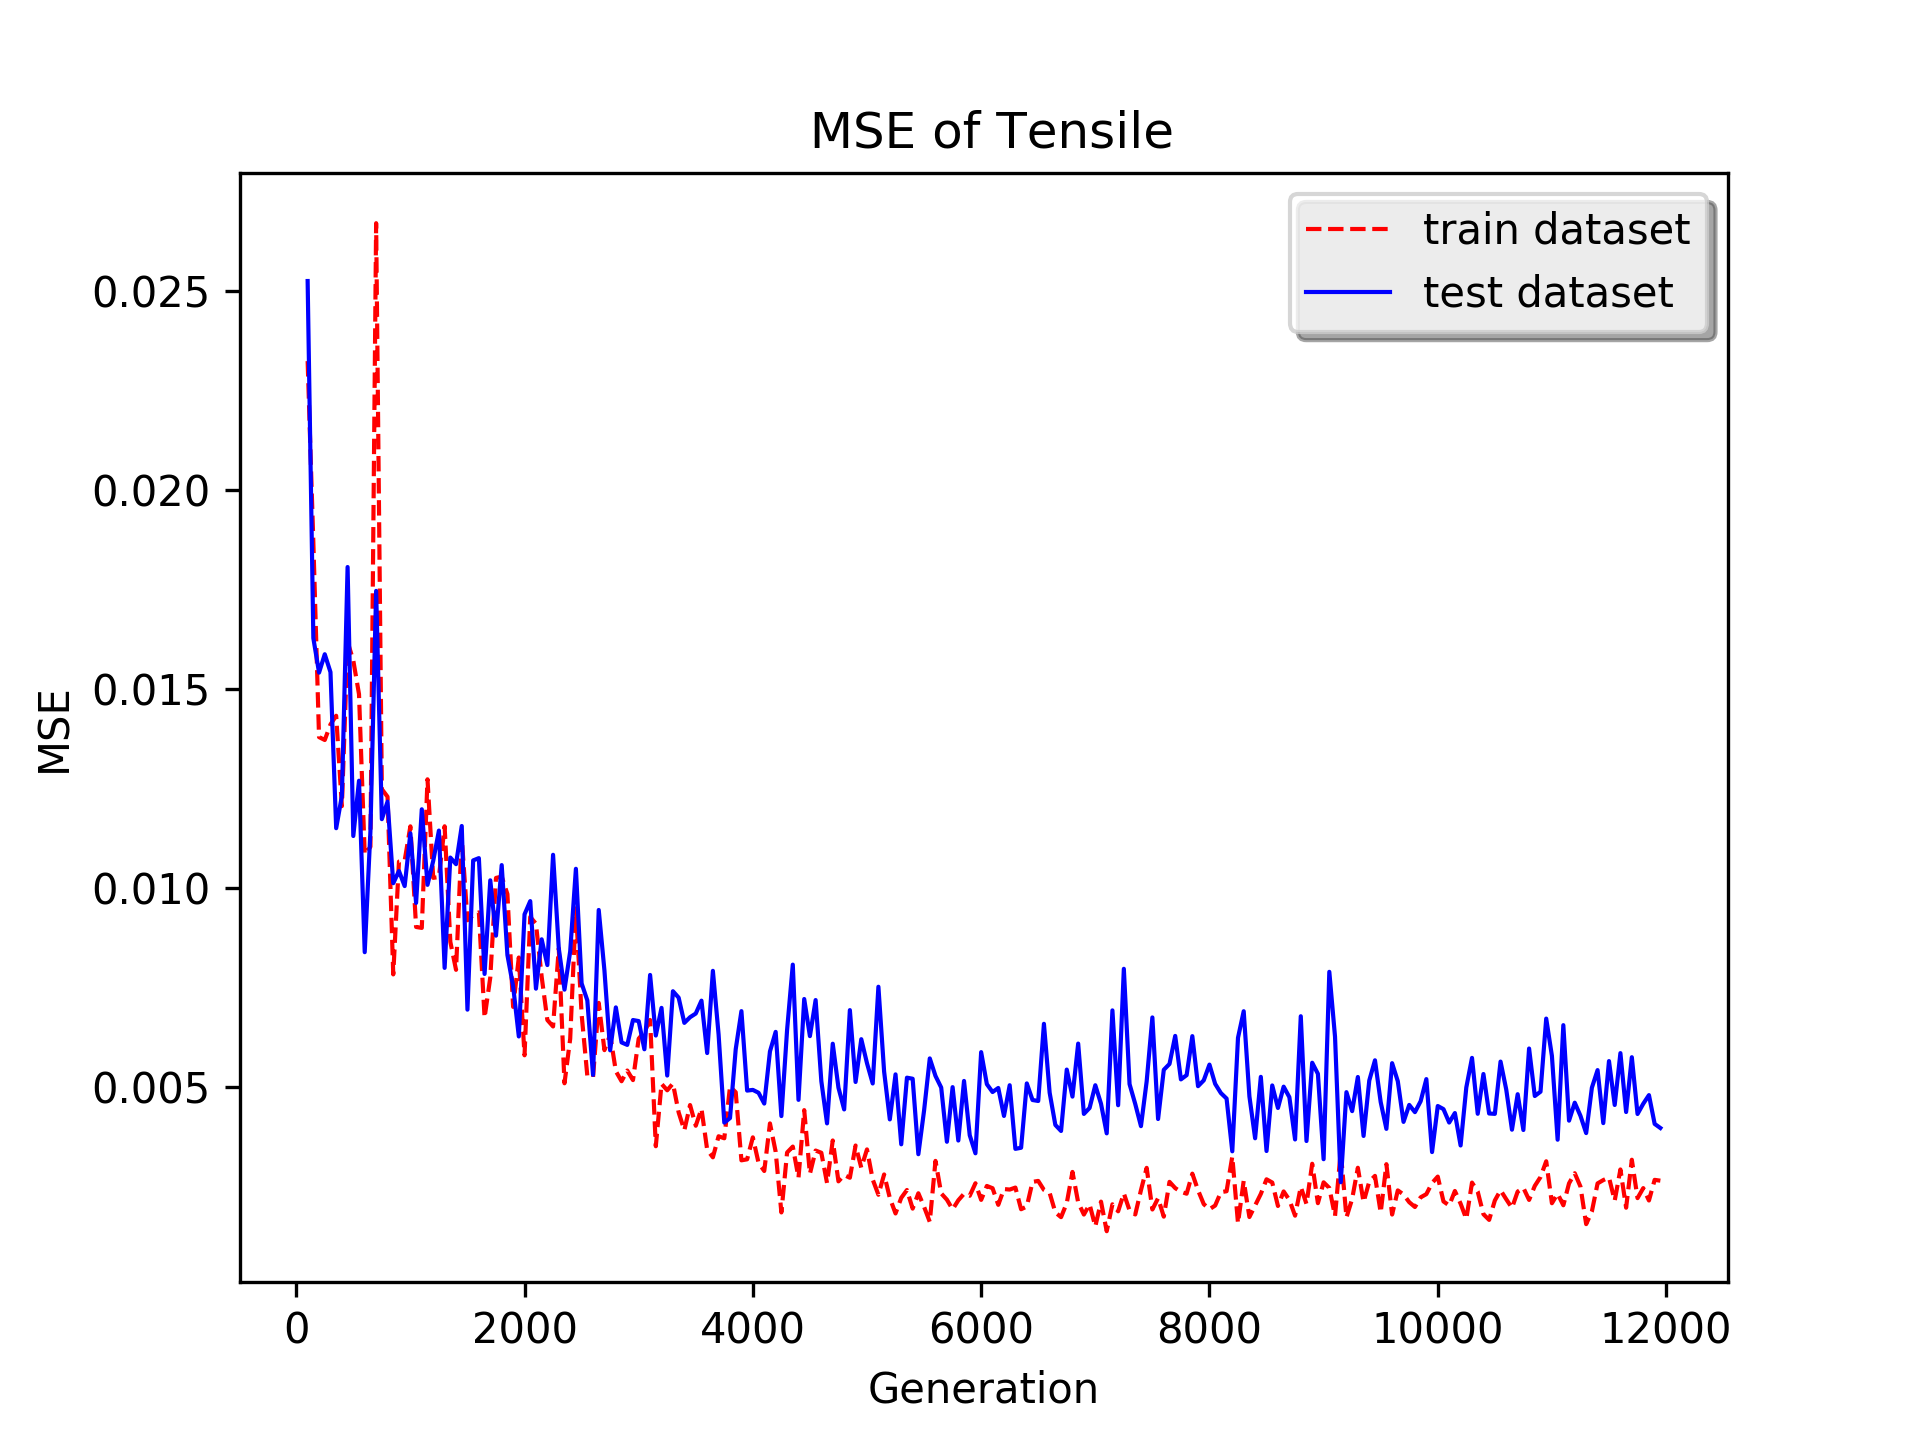 MSE of Tensile
train dataset
test dataset
0.025
0.020
0.015
0.010
0.005
MSE
0 2000 4000 6000 8000 10000 12000
Generation